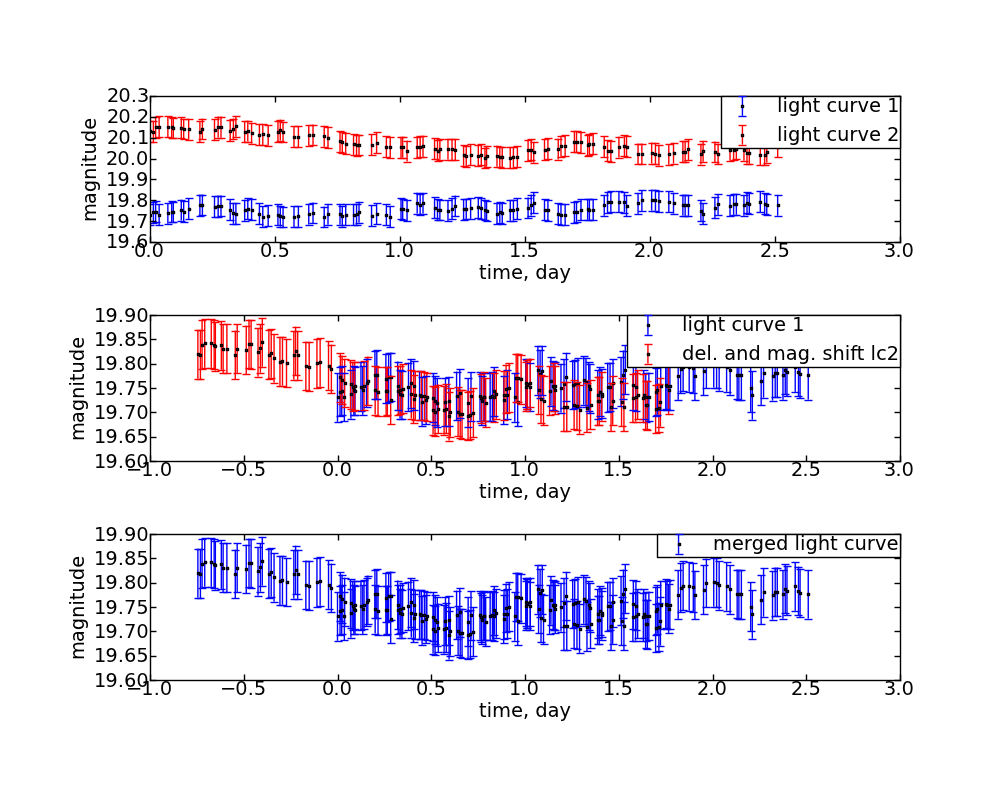 20.3
20.2
20.1
20.0
19.9
19.8
19.7
19.6
magnitude
light curve 1
light curve 2
0.0 0.5 1.0 1.5 2.0 2.5 3.0
time, day
19.90
19.85
19.80
19.75
19.70
19.65
19.60
magnitude
light curve 1
del. and mag. shift lc2
−1.0 −0.5 0.0 0.5 1.0 1.5 2.0 2.5 3.0
time, day
19.90
19.85
19.80
19.75
19.70
19.65
19.60
magnitude
merged light curve
−1.0 −0.5 0.0 0.5 1.0 1.5 2.0 2.5 3.0
time, day